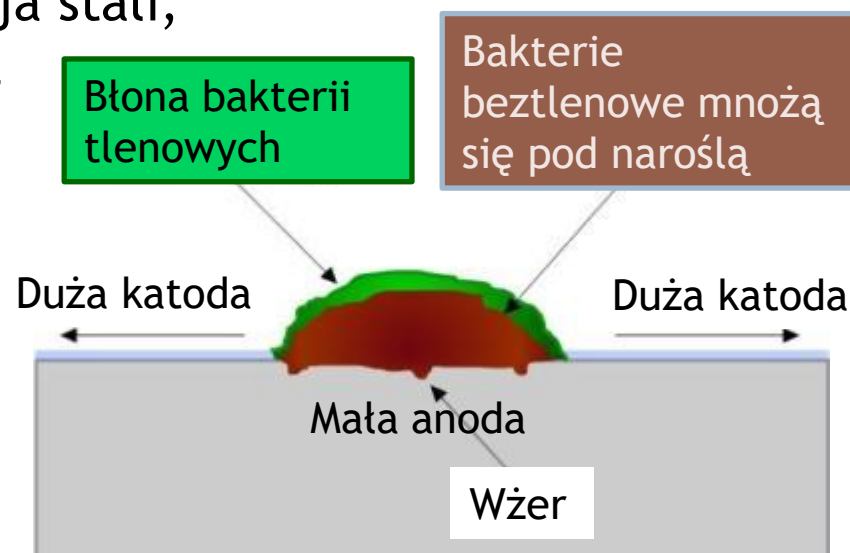 ja stali,
Błona bakterii
tlenowych
Bakterie
beztlenowe mnożą
się pod naroślą
Duża katoda
Duża katoda
Mała anoda
Wżer